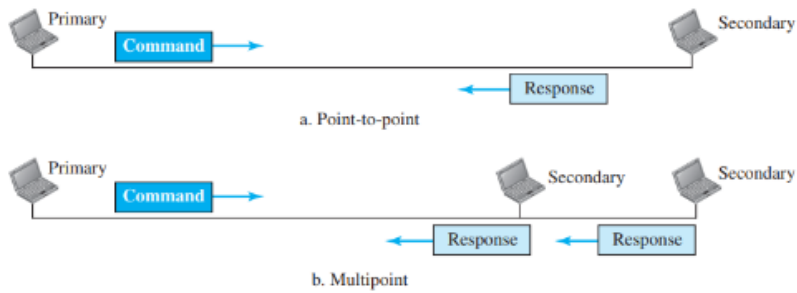 Primary
Secondary
Command
Response
a. Point-to-point
Primary
Secondary
Secondary
Command
Response
Response
b. Multipoint